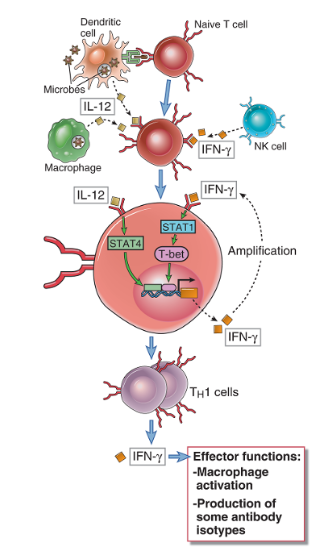 Dendritic
cell
Naive T cell
Microbes
IL-12
IFN-γ
NK cell
Macrophage
IL-12
IFN-γ
STAT1
STAT4
T-bet
Amplification
IFN-γ
TH1 cells
IFN-γ
Effector functions:
-Macrophage
activation
-Production of
some antibody
isotypes